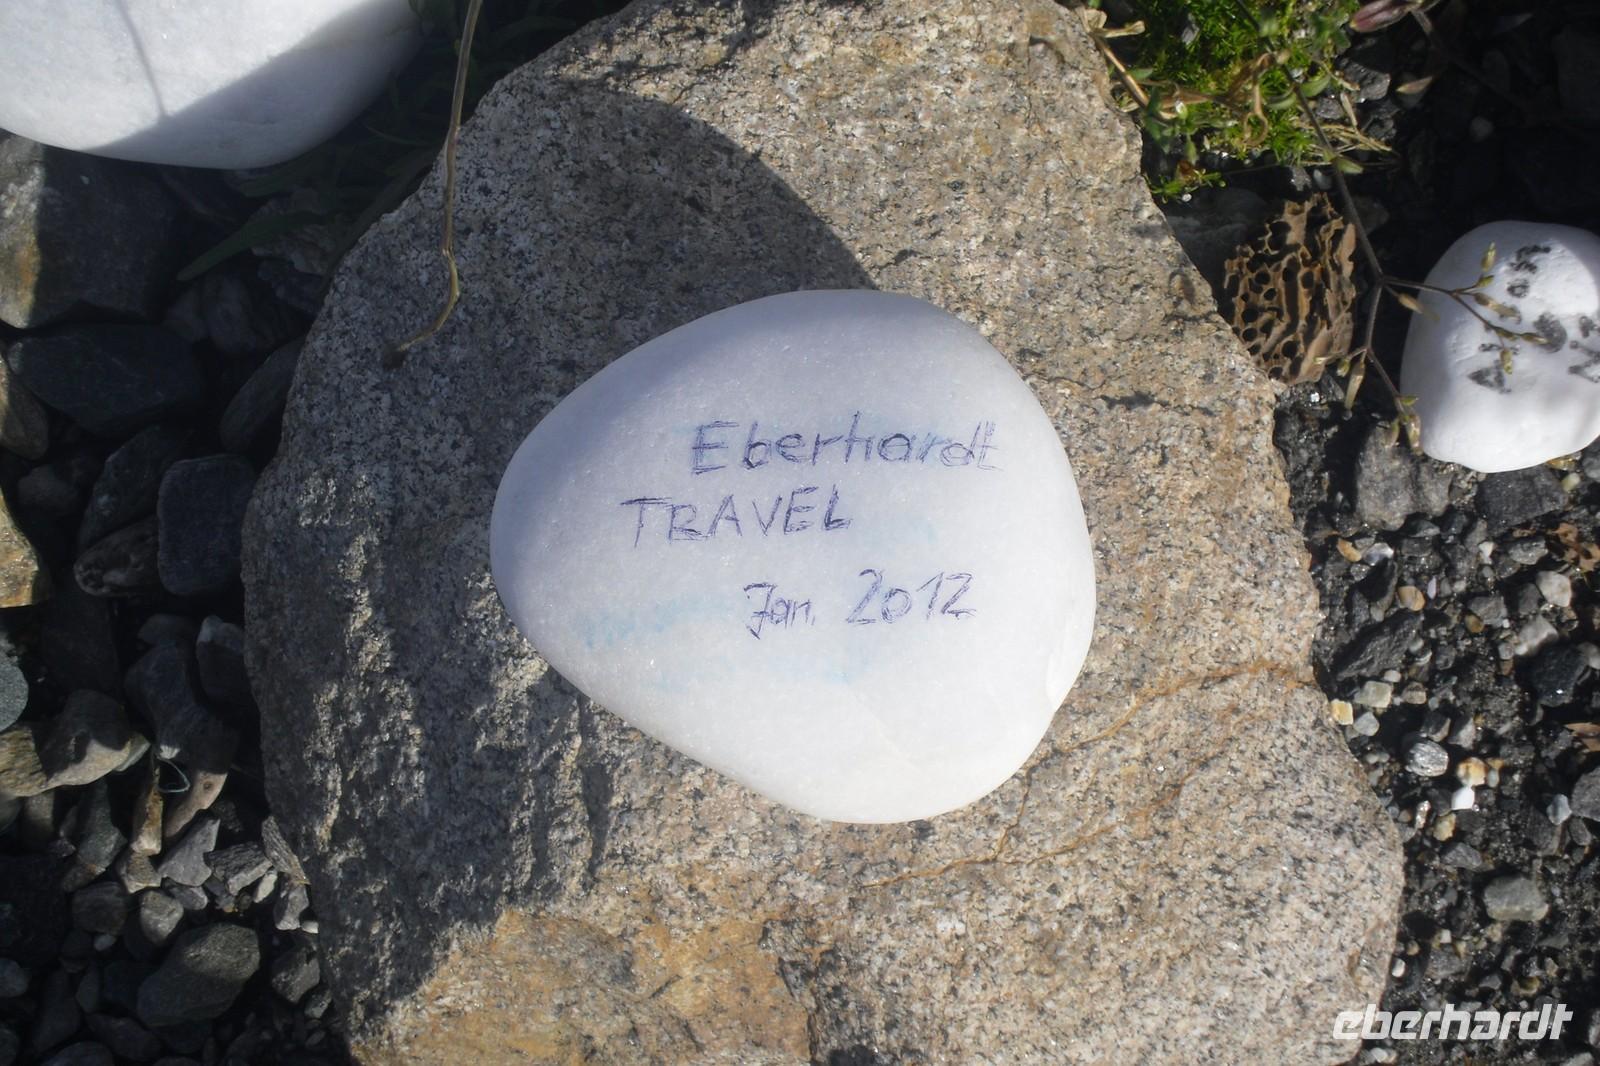 Eberhardt
TRAVEL
Jan. 2012
eberhardt